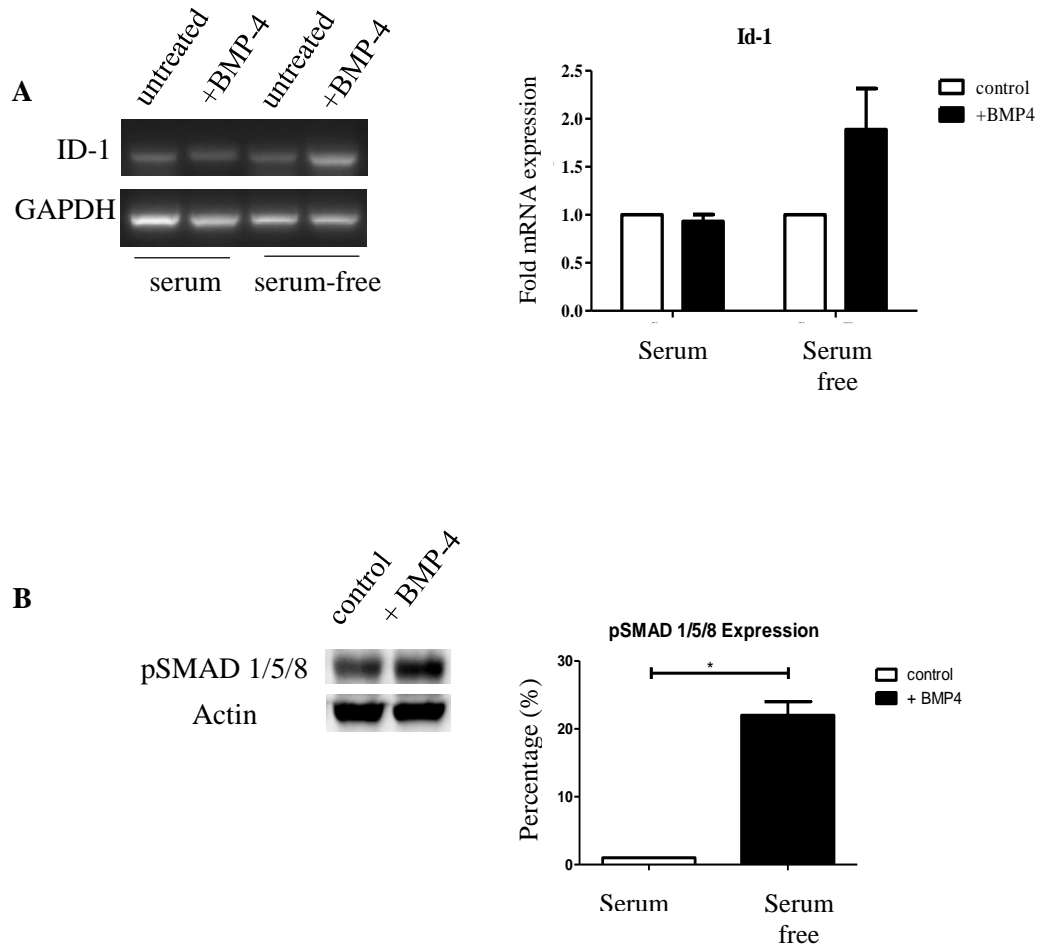 A
untreated
+BMP-4
untreated
+BMP-4
ID-1
GAPDH
serum
serum-free
Id-1
Fold mRNA expression
2.5
2.0
1.5
1.0
0.5
0.0
control
+BMP4
Serum
Serum
free
B
control
+ BMP-4
pSMAD 1/5/8
Actin
pSMAD 1/5/8 Expression
Percentage (%)
30
20
10
0
*
control
+ BMP4
Serum
Serum
free